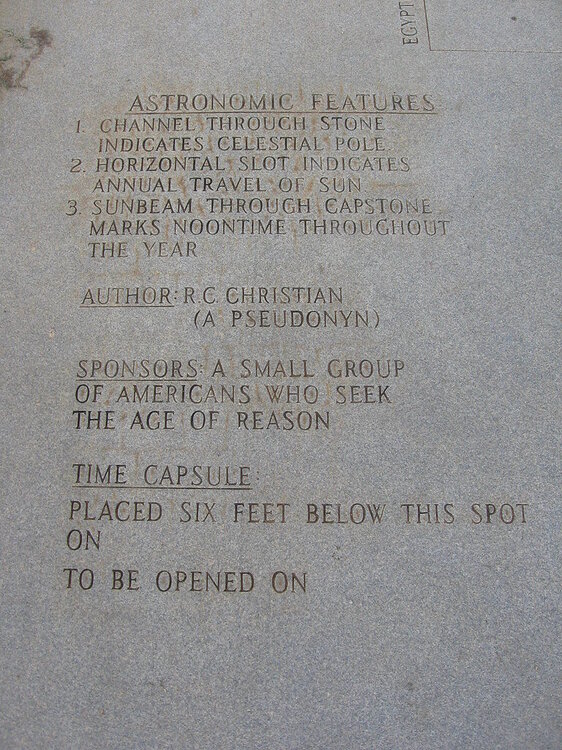 EGYPT
ASTRONOMIC FEATURES
1. CHANNEL THROUGH STONE
INDICATES CELESTIAL POLE
2. HORIZONTAL SLOT INDICATES
ANNUAL TRAVEL OF SUN
3. SUNBEAM THROUGH CAPSTONE
MARKS NOONTIME THROUGHOUT
THE YEAR
AUTHOR: R.C. CHRISTIAN
(A PSEUDONYN)
SPONSORS: A SMALL GROUP
OF AMERICANS WHO SEEK
THE AGE OF REASON
TIME CAPSULE:
PLACED SIX FEET BELOW THIS SPOT
ON
TO BE OPENED ON